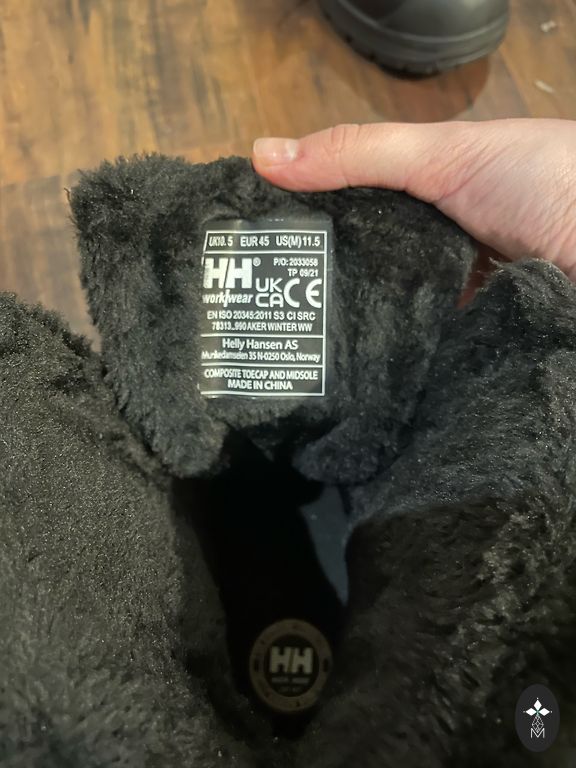 UK10.5 EUR 45 US(M) 11.5
HH®
workwear
P/O: 2033058
TP 09/21
UK
CA CE
EN ISO 20345:2011 S3 CI SRC
78313_990 AKER WINTER WW
Helly Hansen AS
Munkedamseien 35 N-0250 Oslo, Norway
COMPOSITE TOECAP AND MIDSOLE
MADE IN CHINA
HH
M